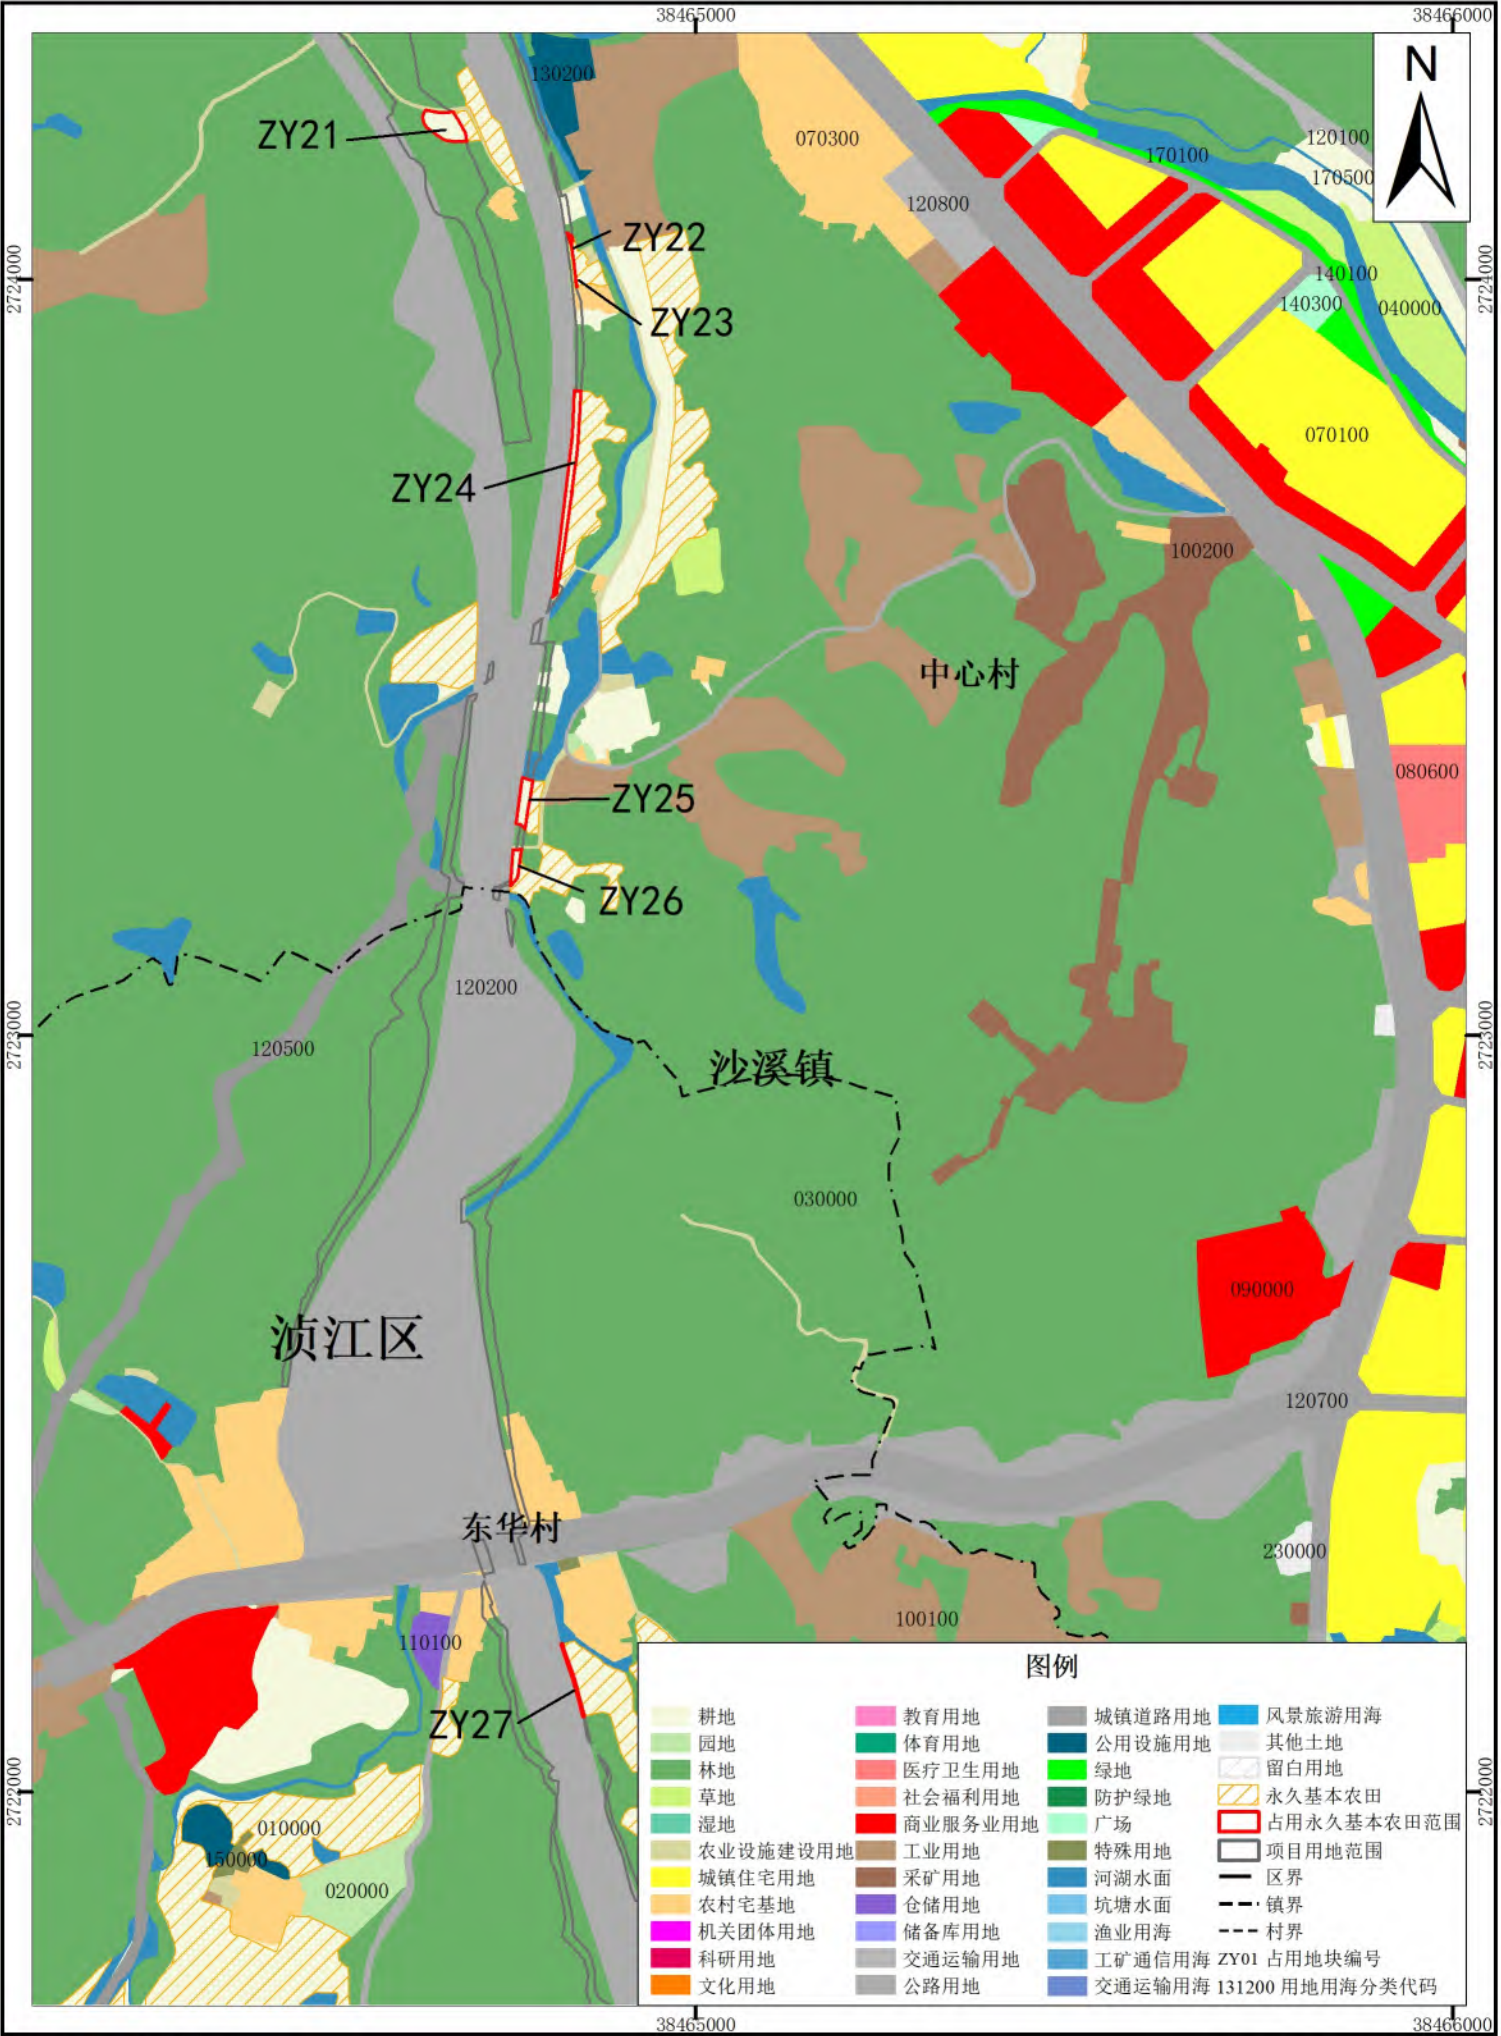 38465000
38466000
N
130200
ZY21
070300
120100
170100
170500
120800
ZY22
2724000
2724000
140100
140300
040000
ZY23
070100
ZY24
100200
中心村
080600
ZY25
ZY26
120200
2723000
2723000
120500
沙溪镇
030000
090000
浈江区
120700
东华村
230000
100100
110100
ZY27
2722000
2722000
010000
150000
020000
图例
耕地
园地
林地
草地
湿地
农业设施建设用地
城镇住宅用地
农村宅基地
机关团体用地
科研用地
文化用地
教育用地
体育用地
医疗卫生用地
社会福利用地
商业服务业用地
工业用地
采矿用地
仓储用地
储备库用地
交通运输用地
公路用地
城镇道路用地
公用设施用地
绿地
防护绿地
广场
特殊用地
河湖水面
坑塘水面
渔业用海
工矿通信用海
交通运输用海
风景旅游用海
其他土地
留白用地
永久基本农田
占用永久基本农田范围
项目用地范围
区界
镇界
村界
ZY01 占用地块编号
131200 用地用海分类代码
38465000
38466000